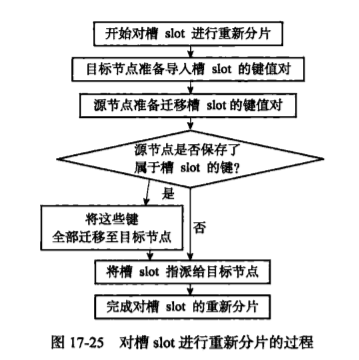 开始对槽 slot 进行重新分片
目标节点准备导人槽 slot 的键值对
源节点准备迁移槽 slot 的键值对
源节点是否保存了
属于槽 slot 的键?
是
将这些键
全部迁移至目标节点
否
将槽 slot 指派给目标节点
完成对槽 slot 的重新分片
图 17-25 对槽 slot 进行重新分片的过程